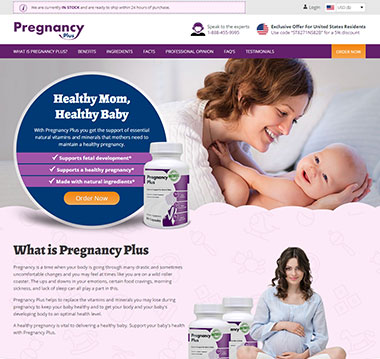 We are currently IN STOCK and are ready to ship within 24 hours of purchase.
Login
USD ($)
Pregnancy
Plus
Speak to the experts
1-888-455-9995
Exclusive Offer For United States Residents
for a 5% discount
WHAT IS PREGNANCY PLUS?
BENEFITS
INGREDIENTS
FACTS
PROFESSIONAL OPINION
FAQ'S
TESTIMONIALS
ORDER NOW
Healthy Mom,
Healthy Baby
With Pregnancy Plus you get the support of essential
natural vitamins and minerals that mothers need to
maintain a healthy pregnancy.
✓ Supports fetal development*
✓ Supports a healthy pregnancy*
✓ Made with natural ingredients*
Order Now
Pregnancy
Plus
What is Pregnancy Plus
Pregnancy is a time when your body is going through many drastic and sometimes
uncomfortable changes and you may feel at times like you are on a wild roller
coaster. The ups and downs in your emotions, certain food cravings, morning
sickness, and lack of sleep can all play a part in this.
Pregnancy Plus helps to replace the vitamins and minerals you may lose during
pregnancy to keep your baby healthy and to get your body and your baby's
developing body to an optimal health level.
A healthy pregnancy is vital to delivering a healthy baby. Support your baby's health
with Pregnancy Plus.
Pregnancy
Plus